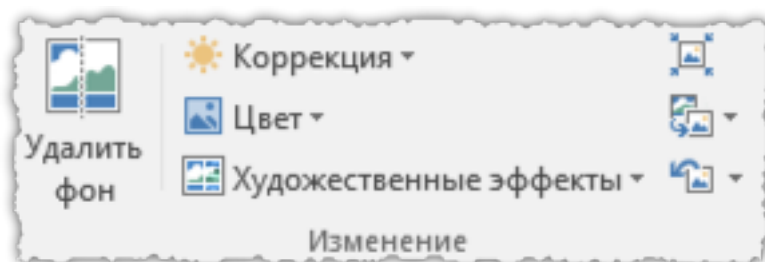 Удалить
фон
Коррекция
Цвет
Художественные эффекты
Изменение